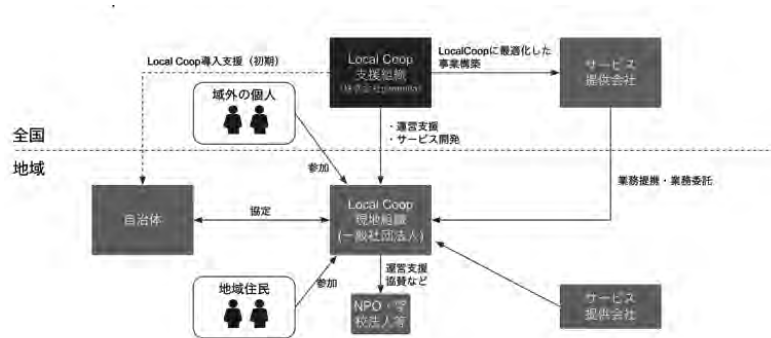 Local Coop導入支援（初期）
Local Coop
支援組織
LocalCoopに最適化した
事業構築
サービス
提供会社
域外の個人
・運営支援
・サービス開発
全国
地域
参加
業務提携・業務委託
自治体
協定
Local Coop
現地組織
(一般社団法人)
地域住民
参加
運営支援
協賛など
NPO・学
校法人等
サービス
提供会社